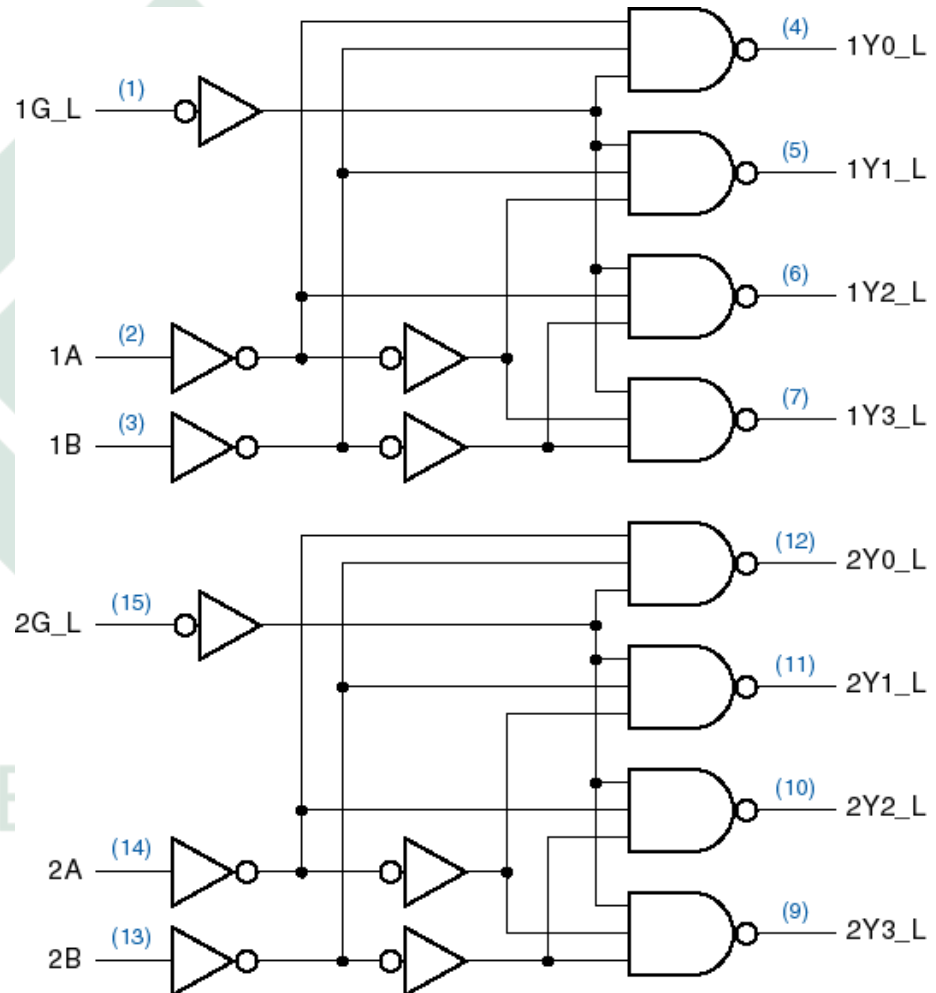 (1)
1G_L
(2)
1A
(3)
1B
(4)
1Y0_L
(5)
1Y1_L
(6)
1Y2_L
(7)
1Y3_L
(15)
2G_L
(14)
2A
(13)
2B
(12)
2Y0_L
(11)
2Y1_L
(10)
2Y2_L
(9)
2Y3_L
E